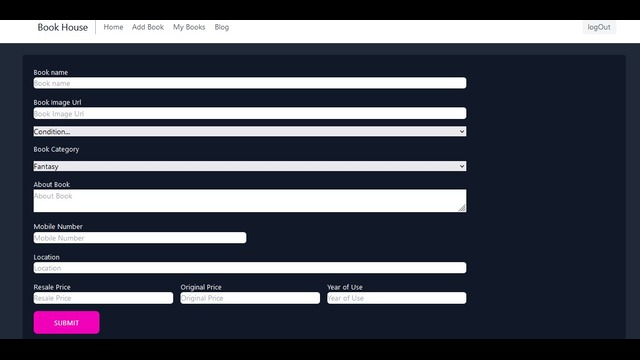 Book House Home Add Book My Books Blog logOut
Book name
Book name
Book Image Url
Book Image Url
Condition...
Book Category
Fantasy
About Book
About Book
Mobile Number
Mobile Number
Location
Location
Resale Price Original Price Year of Use
Resale Price Original Price Year of Use
SUBMIT